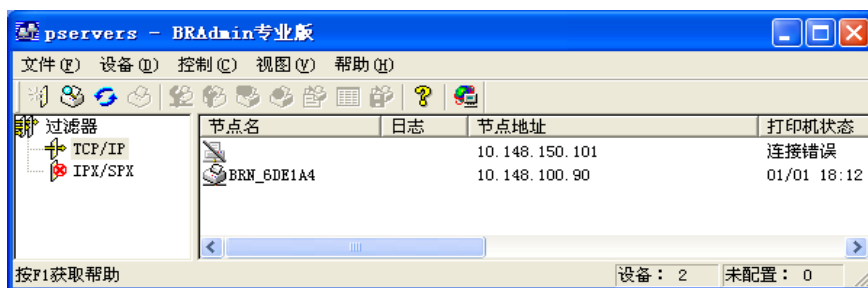 pservers - BRAdmin专业版
文件(F) 设备(D) 控制(C) 视图(V) 帮助(H)
过滤器
TCP/IP
IPX/SPX
节点名 日志 节点地址 打印机状态
10.148.150.101 连接错误
BRN_6DE1A4 10.148.100.90 01/01 18:12
按F1获取帮助 设备: 2 未配置: 0